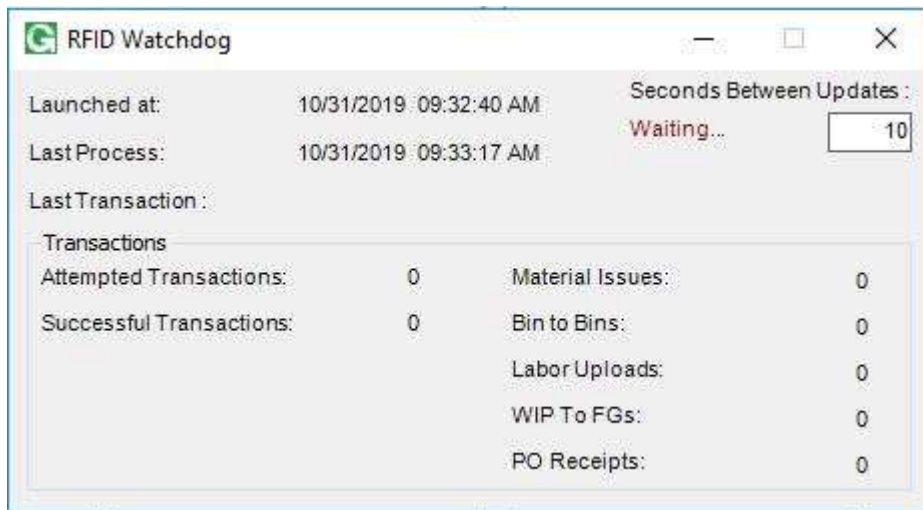 RFID Watchdog
Launched at: 10/31/2019 09:32:40 AM
Seconds Between Updates :
Waiting... 10
Last Process: 10/31/2019 09:33:17 AM
Last Transaction :
Transactions
Attempted Transactions: 0 Material Issues: 0
Successful Transactions: 0 Bin to Bins: 0
Labor Uploads: 0
WIP To FGs: 0
PO Receipts: 0